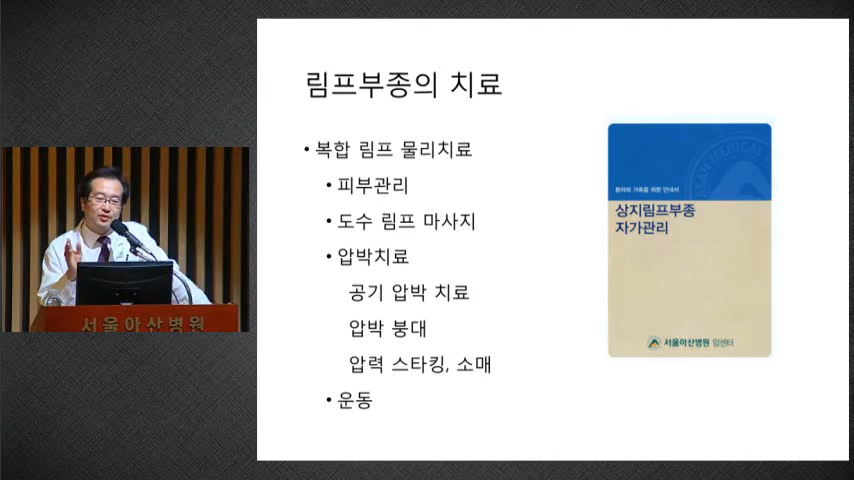 림프부종의 치료
• 복합 림프 물리치료
• 피부관리
• 도수 림프 마사지
• 압박치료
공기 압박 치료
압박 붕대
압력 스타킹, 소매
• 운동
환자와 가족을 위한 안내서
상지림프부종
자가관리
서울아산병원 암센터
서울아산병원